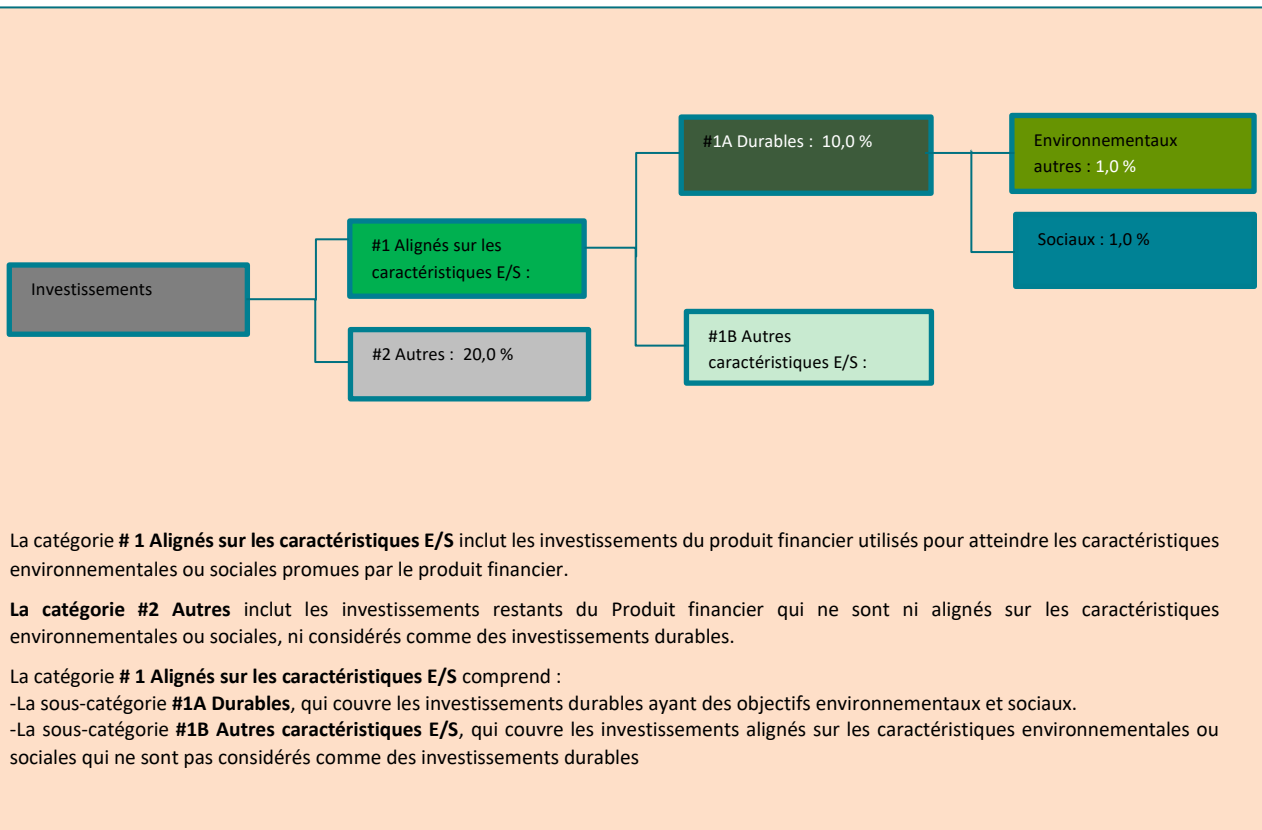 Investissements
#1 Alignés sur les
caractéristiques E/S :
#2 Autres : 20,0 %
#1A Durables : 10,0 %
#1B Autres
caractéristiques E/S :
Environnementaux
autres : 1,0 %
Sociaux : 1,0 %
La catégorie # 1 Alignés sur les caractéristiques E/S inclut les investissements du produit financier utilisés pour atteindre les caractéristiques
environnementales ou sociales promues par le produit financier.
La catégorie #2 Autres inclut les investissements restants du Produit financier qui ne sont ni alignés sur les caractéristiques
environnementales ou sociales, ni considérés comme des investissements durables.
La catégorie # 1 Alignés sur les caractéristiques E/S comprend :
-La sous-catégorie #1A Durables, qui couvre les investissements durables ayant des objectifs environnementaux et sociaux.
-La sous-catégorie #1B Autres caractéristiques E/S, qui couvre les investissements alignés sur les caractéristiques environnementales ou
sociales qui ne sont pas considérés comme des investissements durables